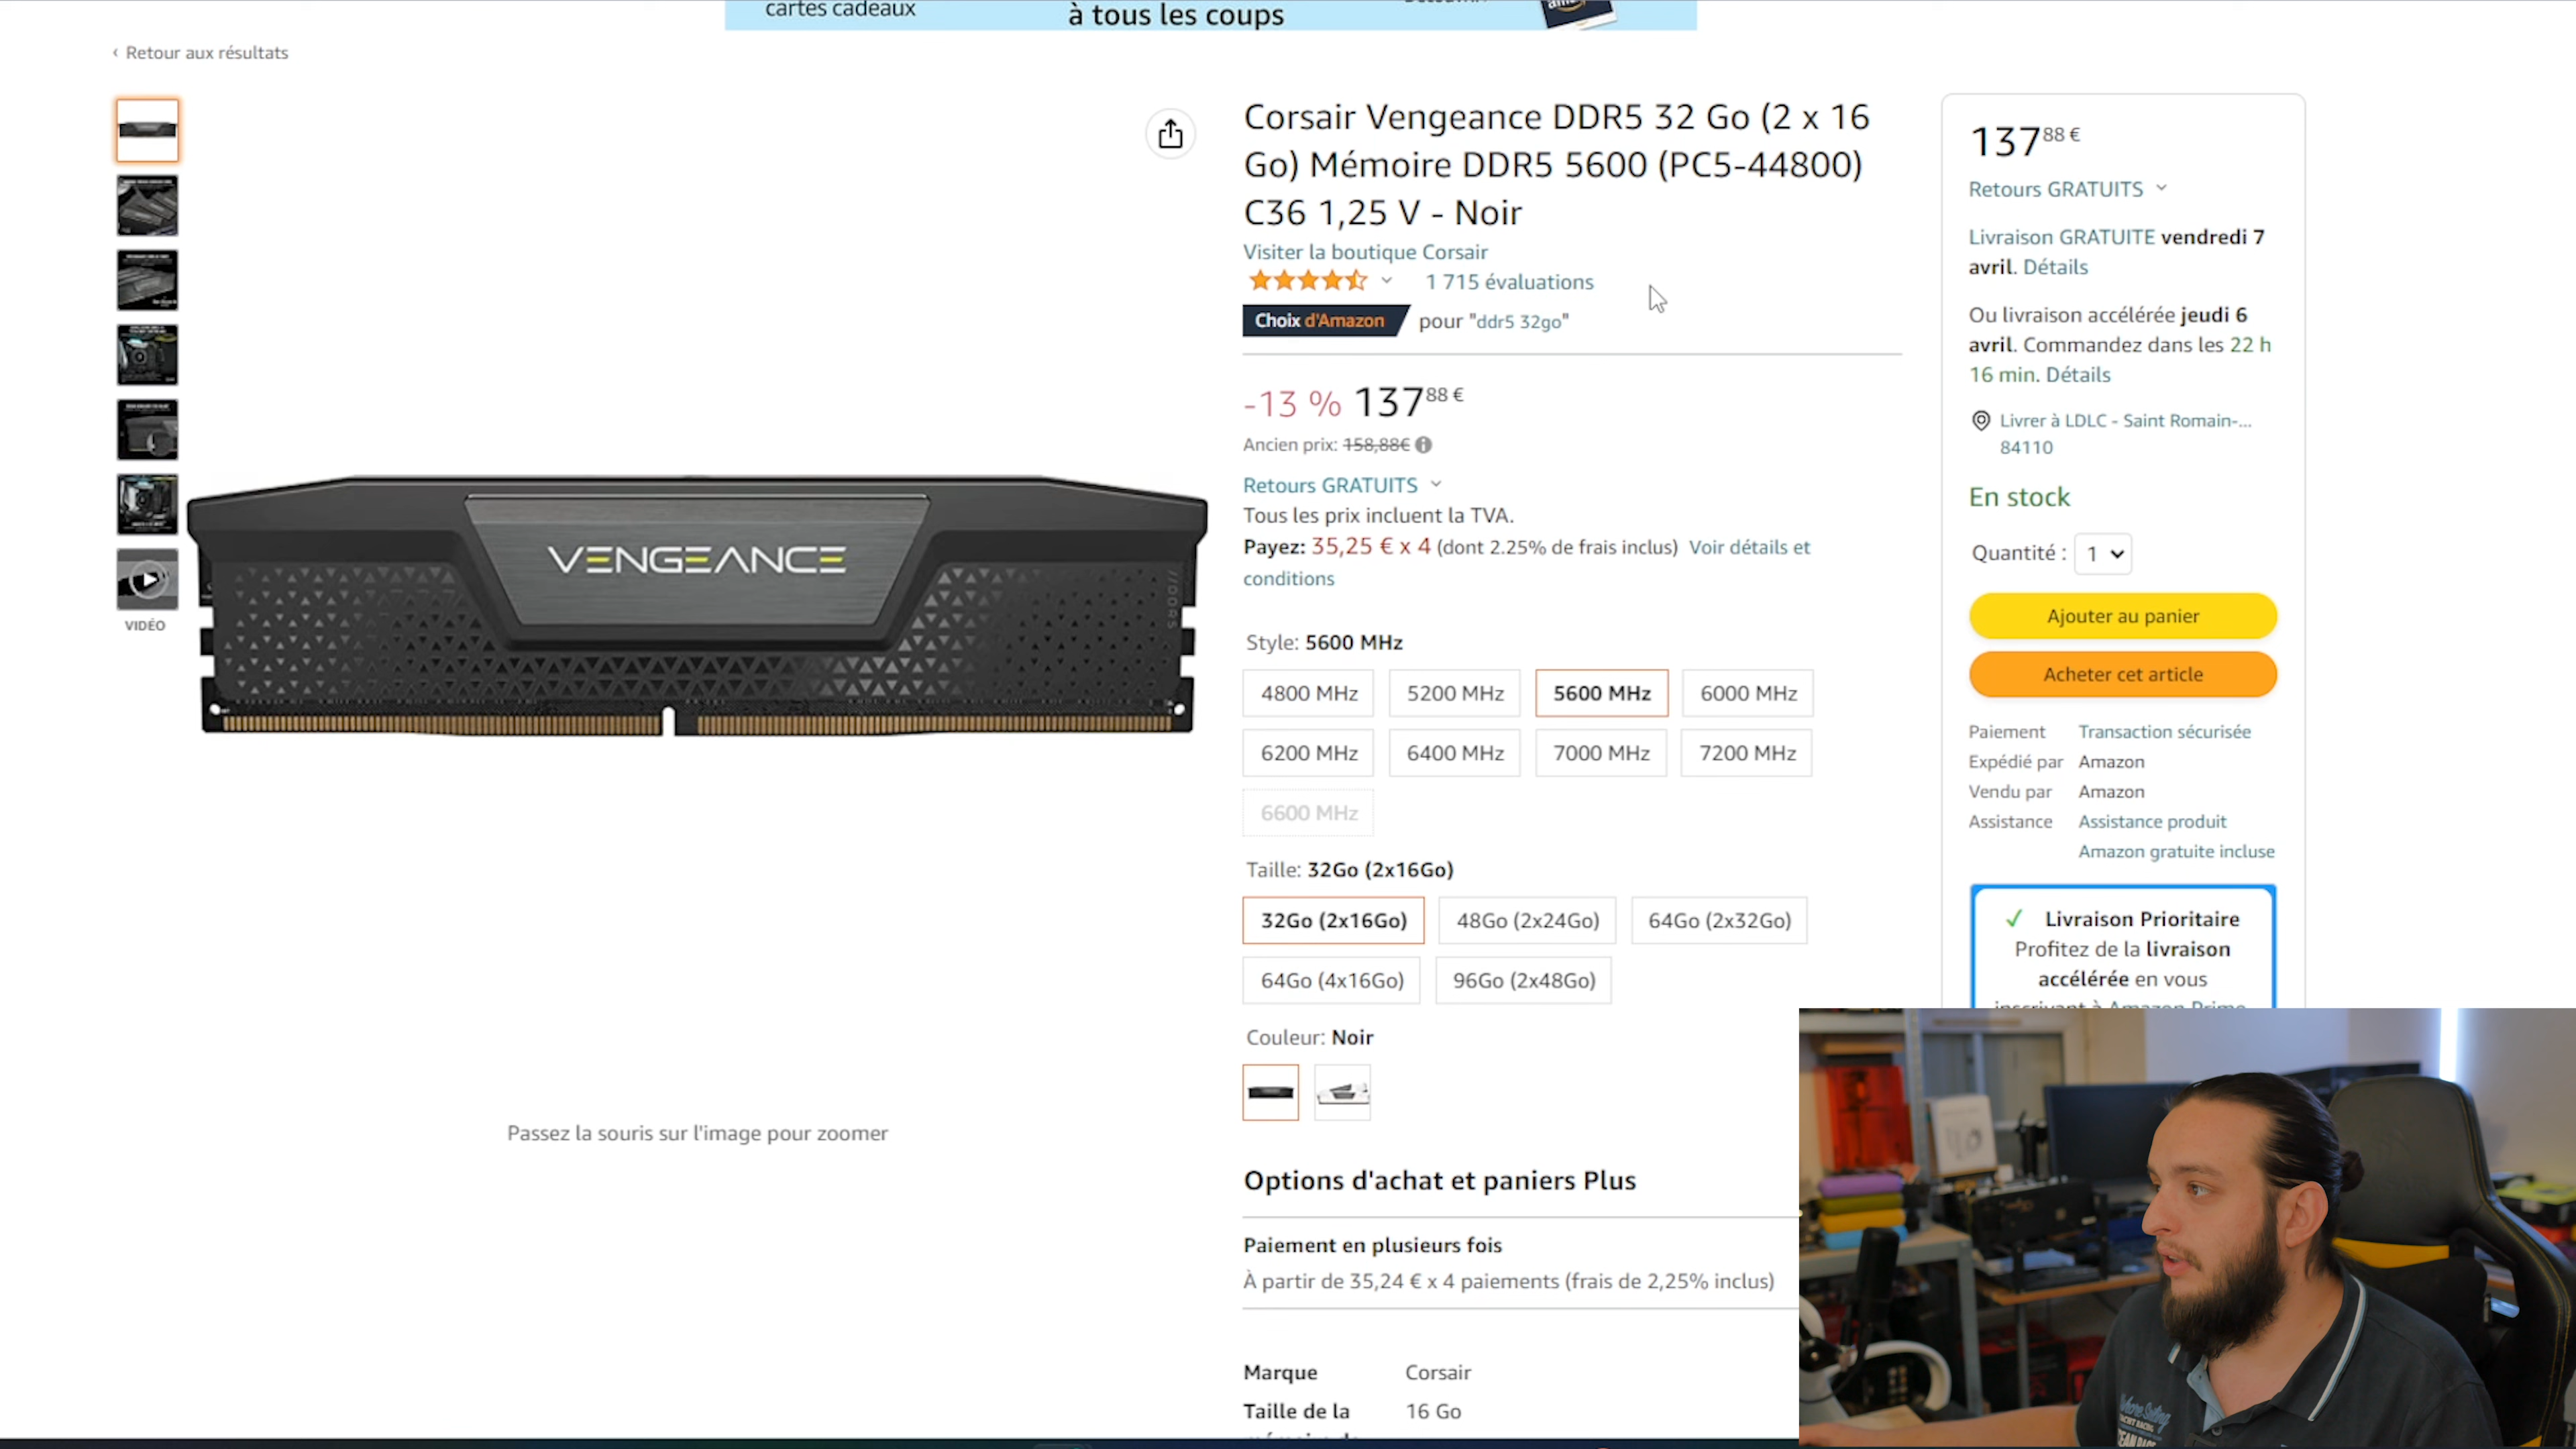 cartes cadeaux
à tous les coups
‹ Retour aux résultats
VIDÉO
VENGEANCE
DDR5
Passez la souris sur l'image pour zoomer
Corsair Vengeance DDR5 32 Go (2 x 16
Go) Mémoire DDR5 5600 (PC5-44800)
C36 1,25 V - Noir
Visiter la boutique Corsair
1 715 évaluations
Choix d'Amazon pour "ddr5 32go"
-13 % 137 88 €
Ancien prix: 158,88€
Retours GRATUITS
Tous les prix incluent la TVA.
Payez: 35,25 € x 4 (dont 2.25% de frais inclus) Voir détails et
conditions
Style: 5600 MHz
4800 MHz 5200 MHz 5600 MHz 6000 MHz
6200 MHz 6400 MHz 7000 MHz 7200 MHz
6600 MHz
Taille: 32Go (2x16Go)
32Go (2x16Go) 48Go (2x24Go) 64Go (2x32Go)
64Go (4x16Go) 96Go (2x48Go)
Couleur: Noir
Options d'achat et paniers Plus
Paiement en plusieurs fois
À partir de 35,24 € x 4 paiements (frais de 2,25% inclus)
Marque Corsair
Taille de la 16 Go
137 88 €
Retours GRATUITS
Livraison GRATUITE vendredi 7
avril. Détails
Ou livraison accélérée jeudi 6
avril. Commandez dans les 22 h
16 min. Détails
Livrer à LDLC - Saint Romain-...
84110
En stock
Quantité : 1
Ajouter au panier
Acheter cet article
Paiement Transaction sécurisée
Expédié par Amazon
Vendu par Amazon
Assistance Assistance produit
Amazon gratuite incluse
✓ Livraison Prioritaire
Profitez de la livraison
accélérée en vous
inscrivant à Amazon Prime